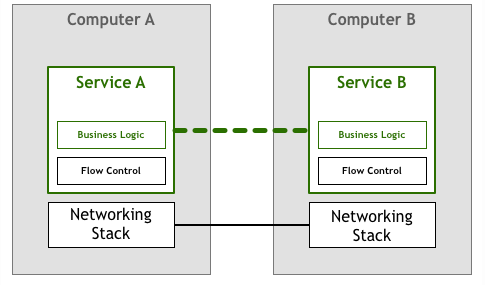 Computer A
Service A
Business Logic
Flow Control
Networking
Stack
Computer B
Service B
Business Logic
Flow Control
Networking
Stack